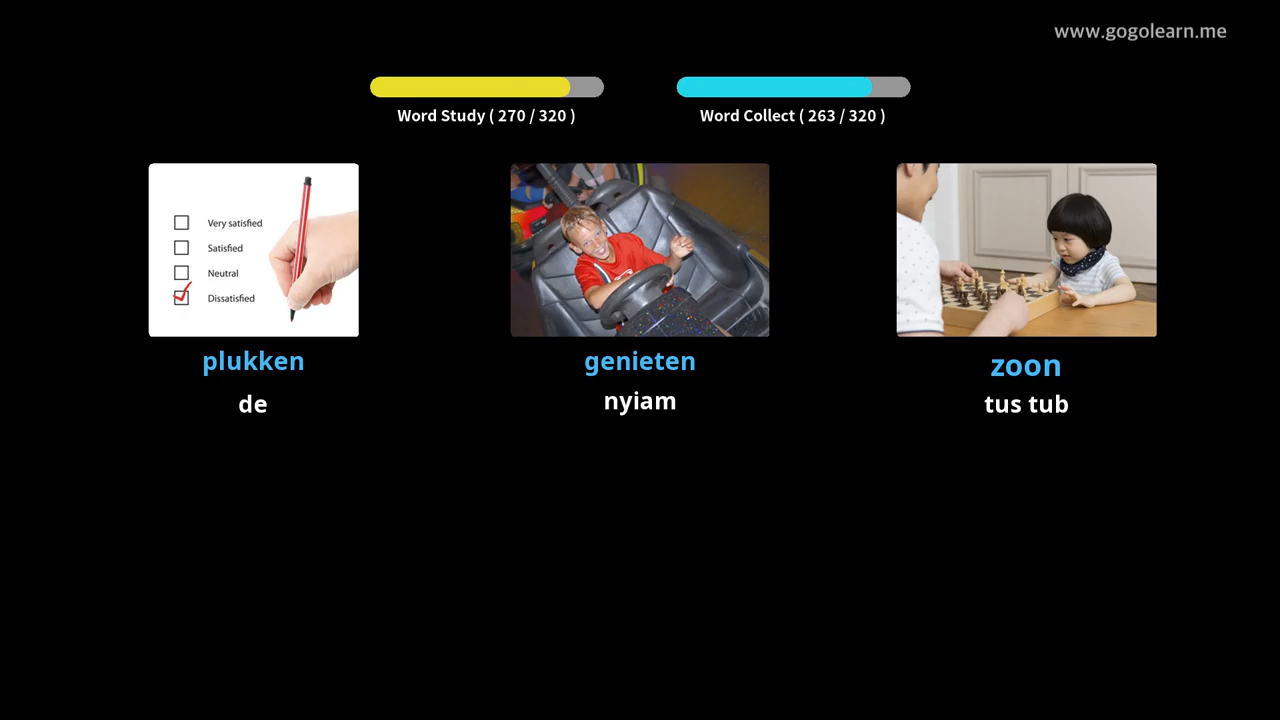 www.gogolearn.me
Word Study ( 270 / 320 )
Word Collect ( 263 / 320 )
Very satisfied
Satisfied
Neutral
Dissatisfied
plukken
de
genieten
nyiam
zoon
tus tub